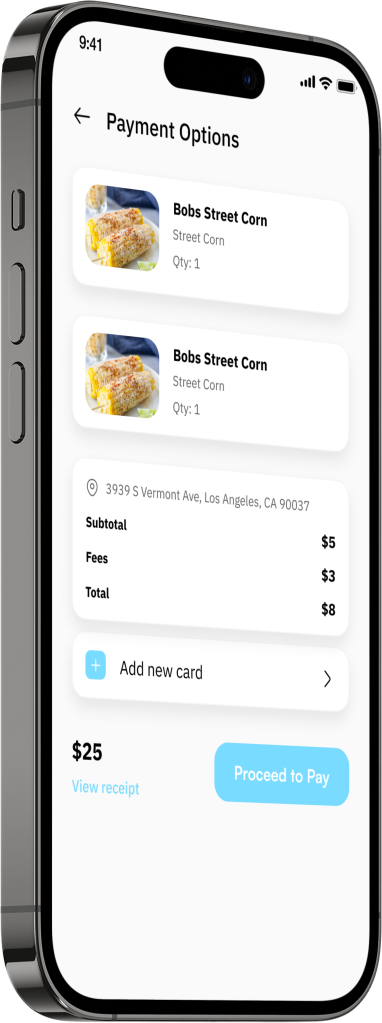 9:41
Payment Options
Bobs Street Corn
Street Corn
Qty: 1
Bobs Street Corn
Street Corn
Qty: 1
3939 S Vermont Ave, Los Angeles, CA 90037
Subtotal
$5
Fees
$3
Total
$8
Add new card
$25
View receipt
Proceed to Pay